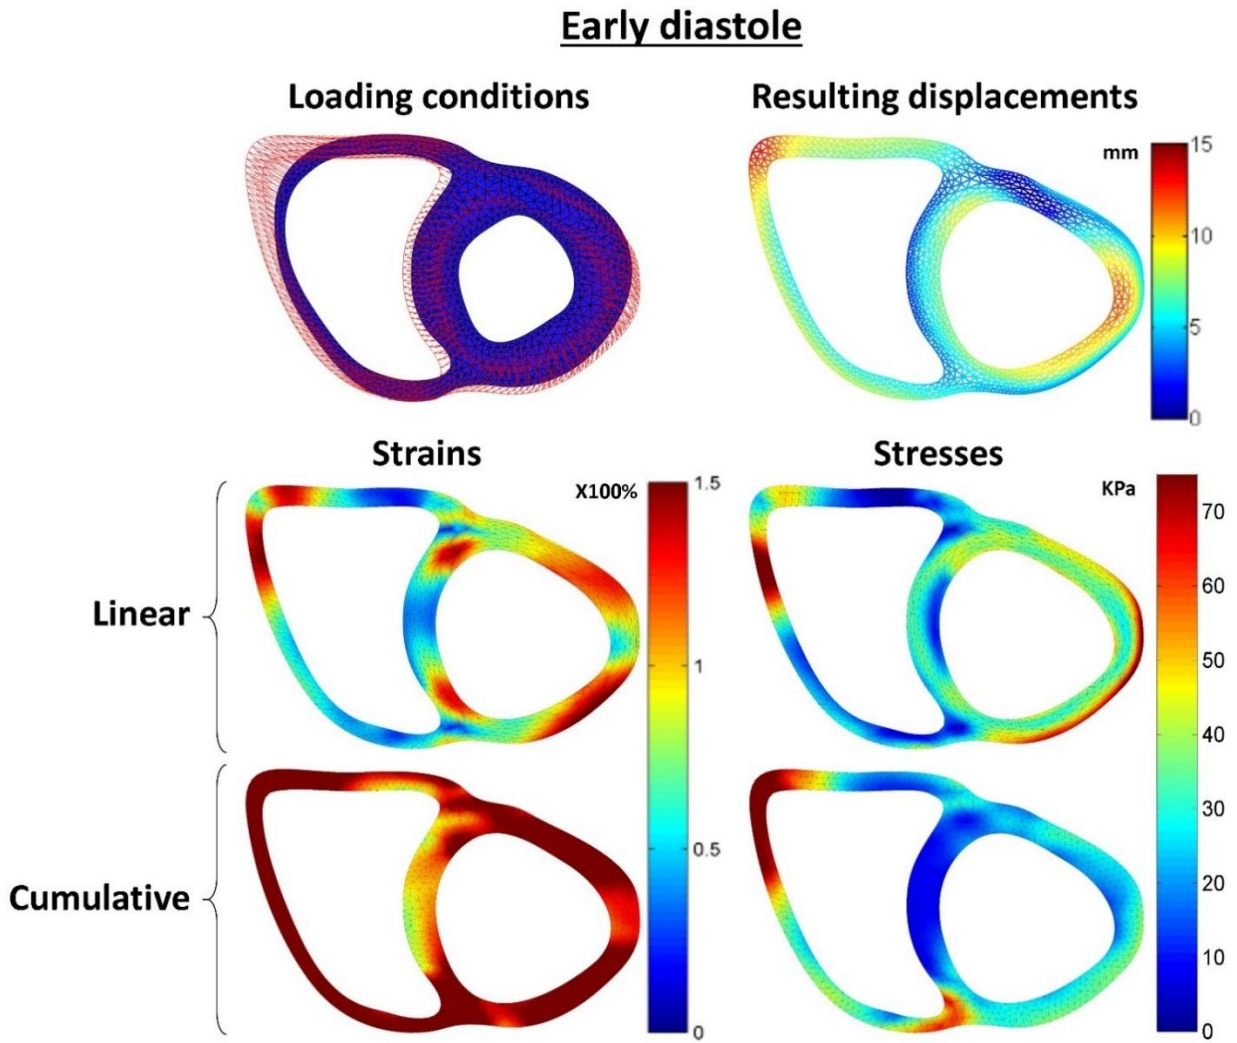 Early diastole
Loading conditions
Resulting displacements
mm
15
10
5
0
Strains
Stresses
X100%
1.5
1
0.5
0
KPa
70
60
50
40
30
20
10
0
Linear
Cumulative